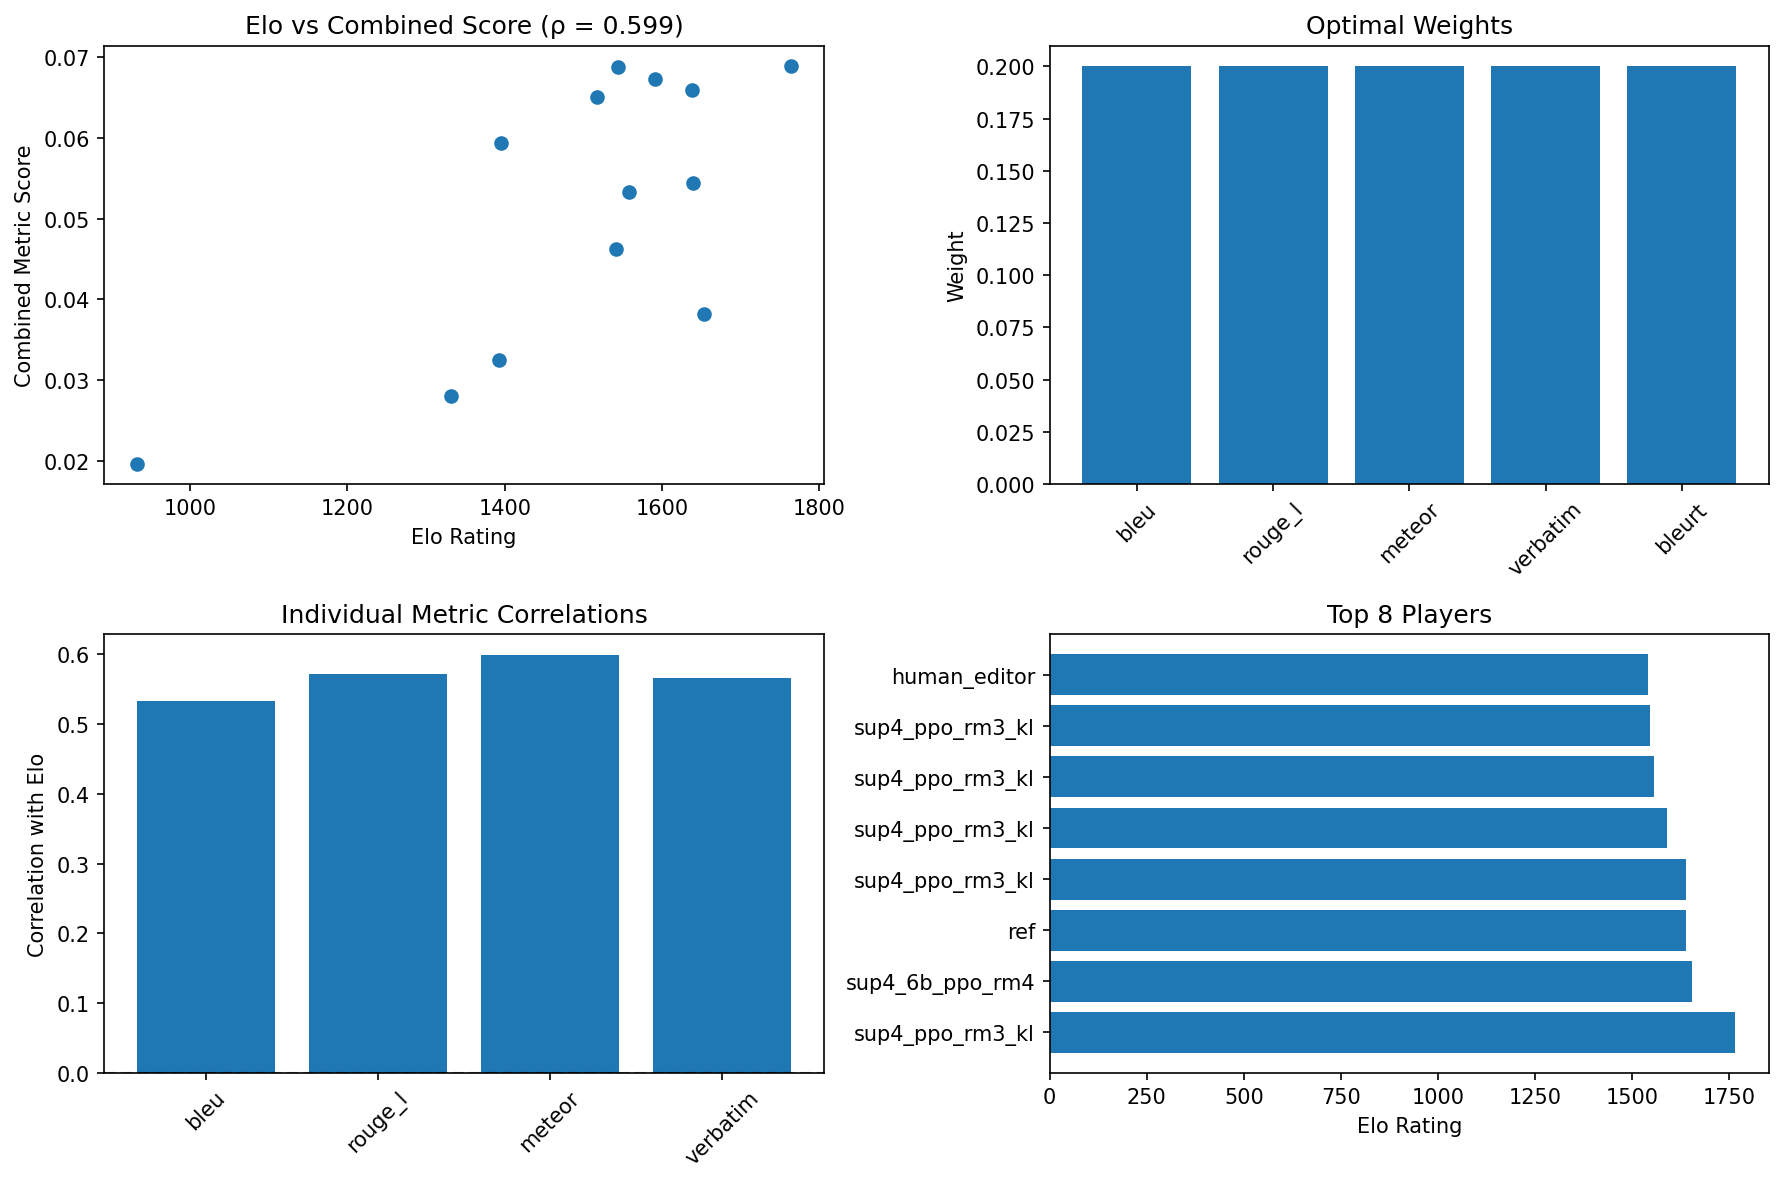 Elo vs Combined Score (ρ = 0.599)
Combined Metric Score
0.07
0.06
0.05
0.04
0.03
0.02
1000 1200 1400 1600 1800
Elo Rating
Optimal Weights
Weight
0.200
0.175
0.150
0.125
0.100
0.075
0.050
0.025
0.000
bleu rouge_l meteor verbatim bleurt
Individual Metric Correlations
Correlation with Elo
0.6
0.5
0.4
0.3
0.2
0.1
0.0
bleu rouge_l meteor verbatim
Top 8 Players
human_editor
sup4_ppo_rm3_kl
sup4_ppo_rm3_kl
sup4_ppo_rm3_kl
sup4_ppo_rm3_kl
ref
sup4_6b_ppo_rm4
sup4_ppo_rm3_kl
0 250 500 750 1000 1250 1500 1750
Elo Rating